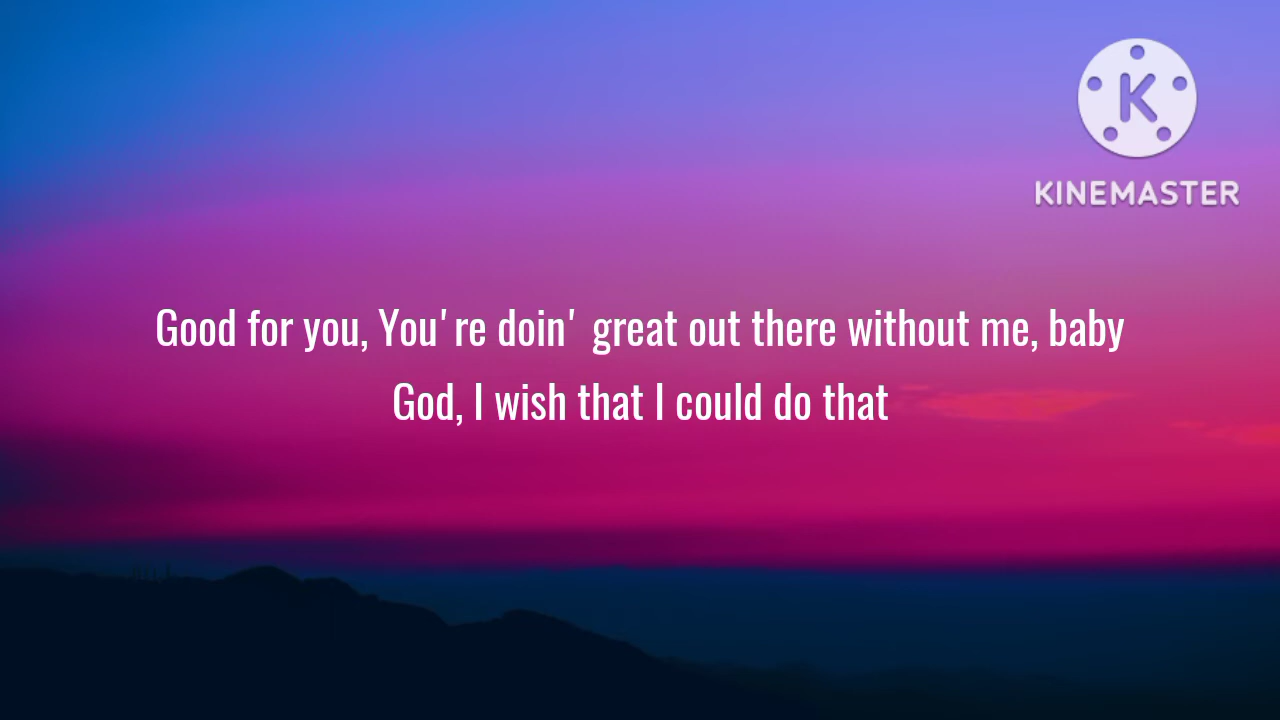 K
KINEMASTER
Good for you, You're doin' great out there without me, baby
God, I wish that I could do that